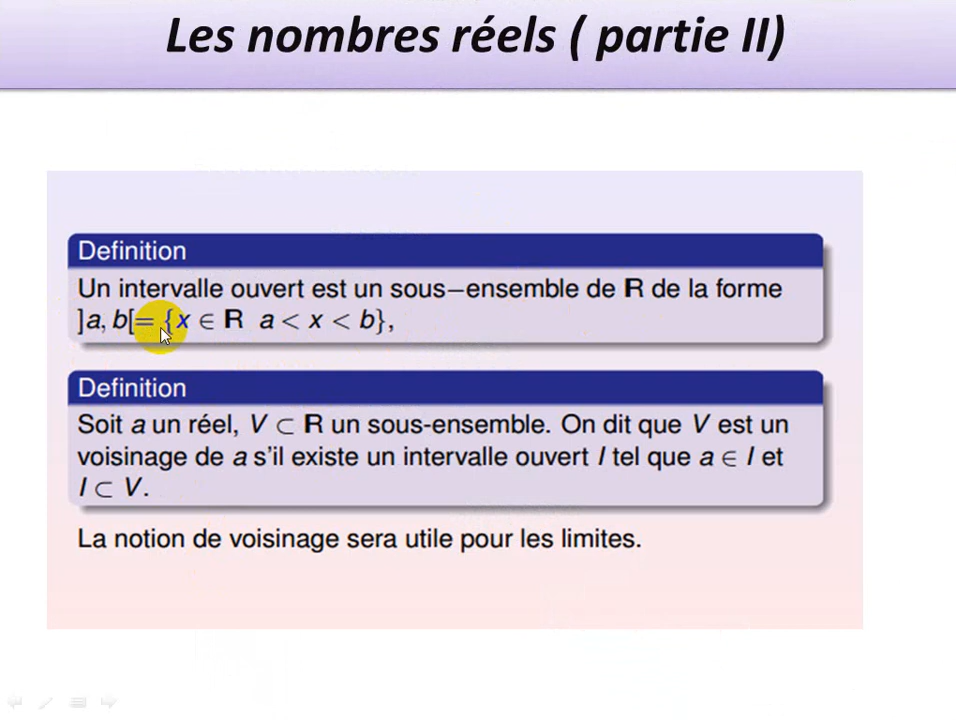 Les nombres réels ( partie II)
Definition
Un intervalle ouvert est un sous−ensemble de R de la forme
]a, b[= {x ∈ R a < x < b},
Definition
Soit a un réel, V ⊂ R un sous-ensemble. On dit que V est un
voisinage de a s'il existe un intervalle ouvert I tel que a ∈ I et
I ⊂ V.
La notion de voisinage sera utile pour les limites.